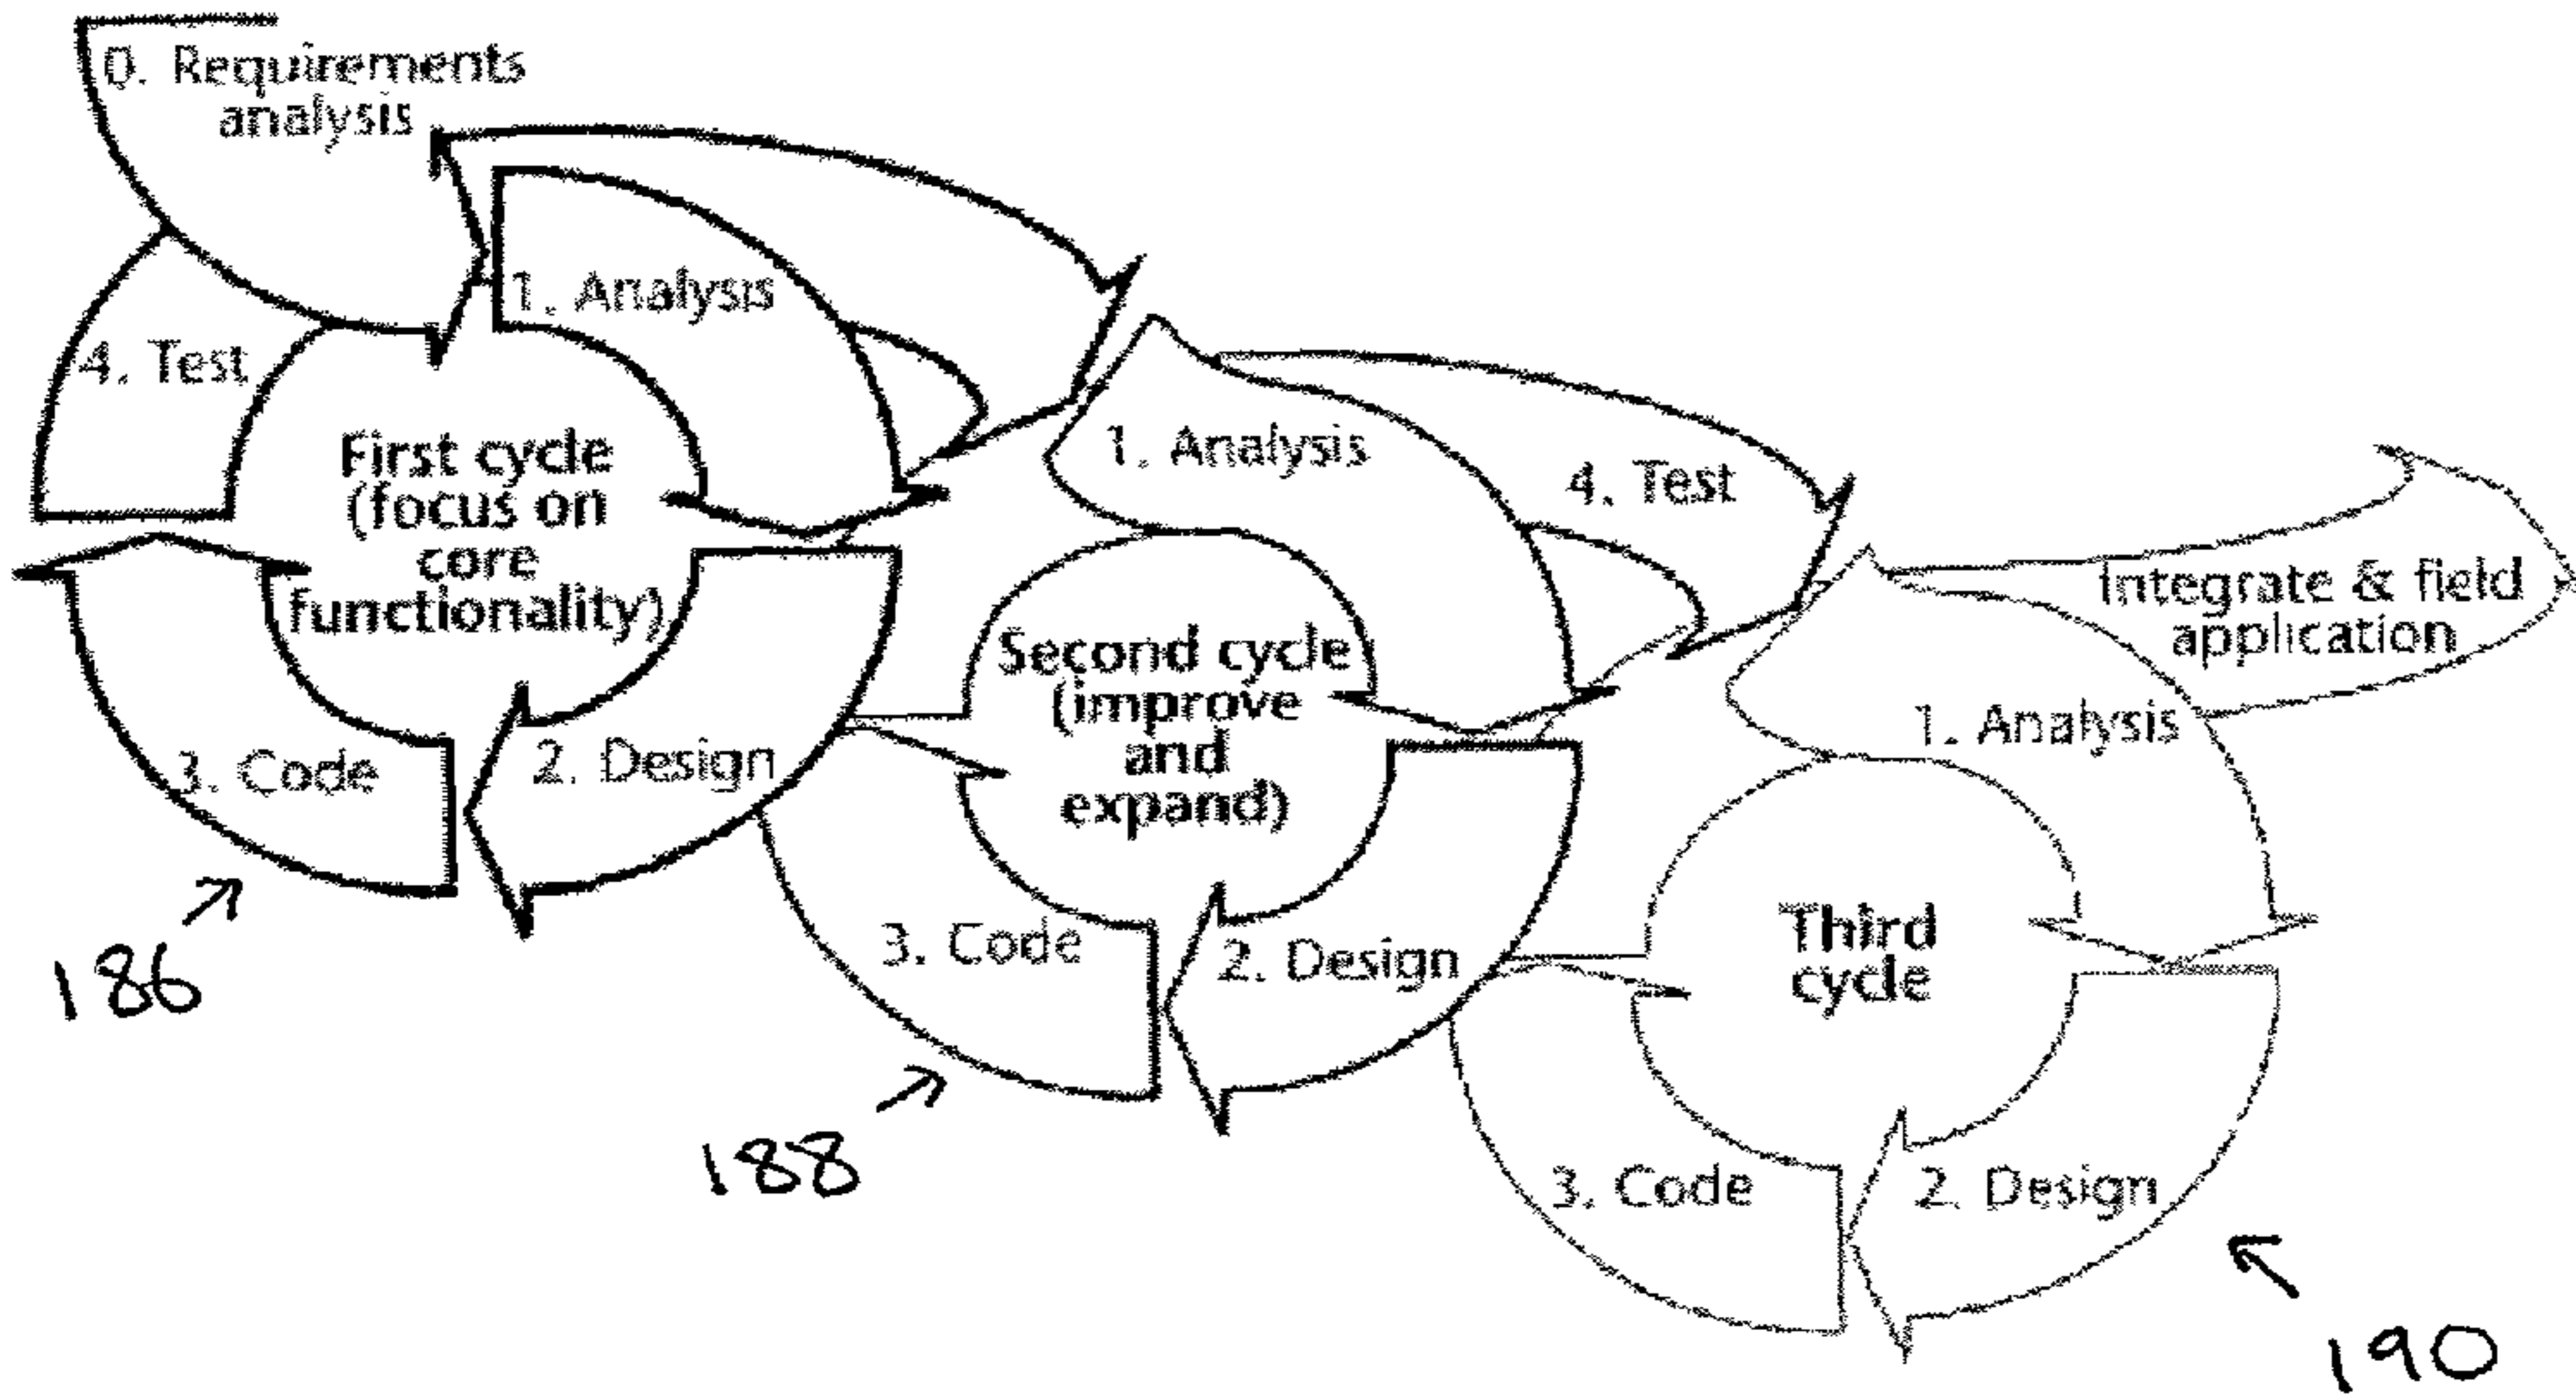 0. Requirements
analysis
1. Analysis
4. Test
First cycle
(focus on
core
functionality)
3. Code
2. Design
186
1. Analysis
4. Test
Second cycle
(improve
and
expand)
3. Code
2. Design
188
Integrate & field
application
1. Analysis
Third
cycle
3. Code
2. Design
190